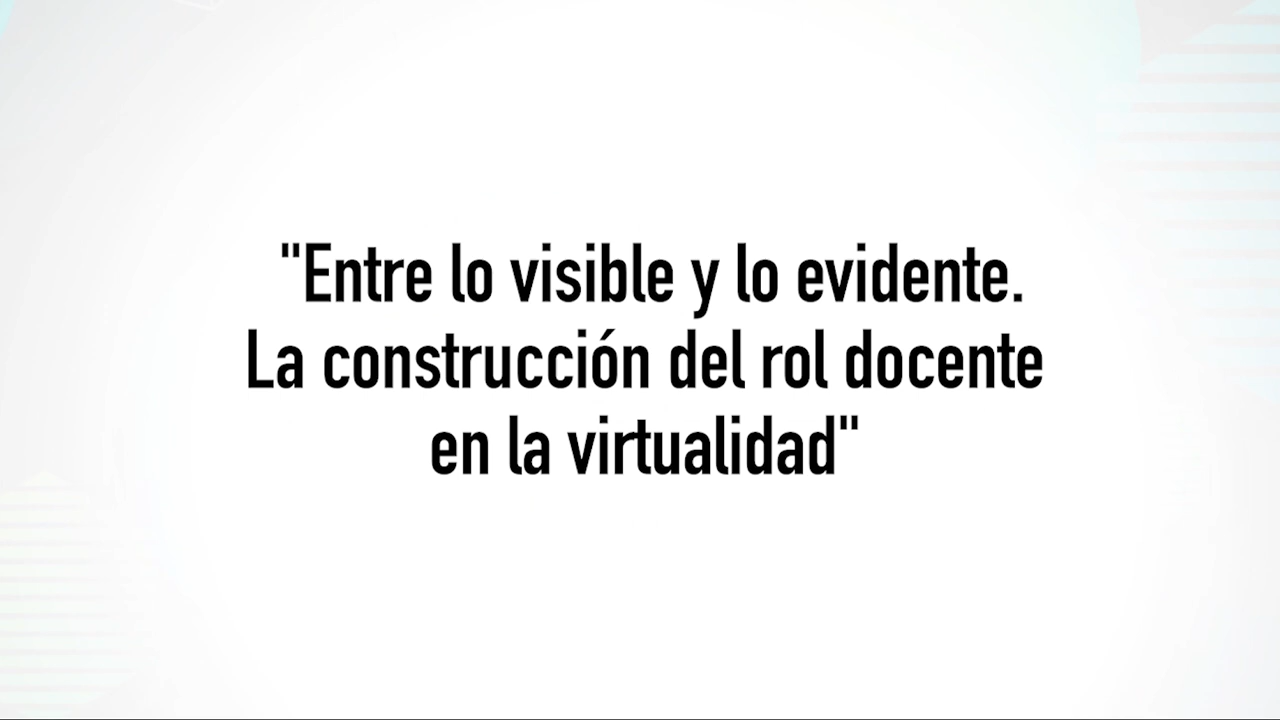 "Entre lo visible y lo evidente.
La construcción del rol docente
en la virtualidad"